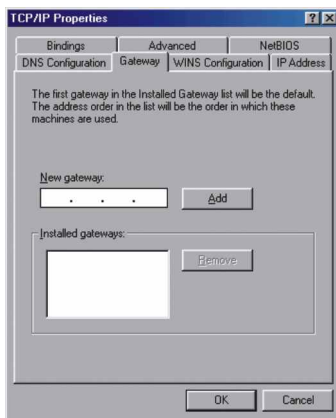 TCP/IP Properties
Bindings Advanced NetBIOS
DNS Configuration Gateway WINS Configuration IP Address
The first gateway in the Installed Gateway list will be the default.
The address order in the list will be the order in which these
machines are used.
New gateway:
. . .
Add
Installed gateways:
Remove
OK Cancel